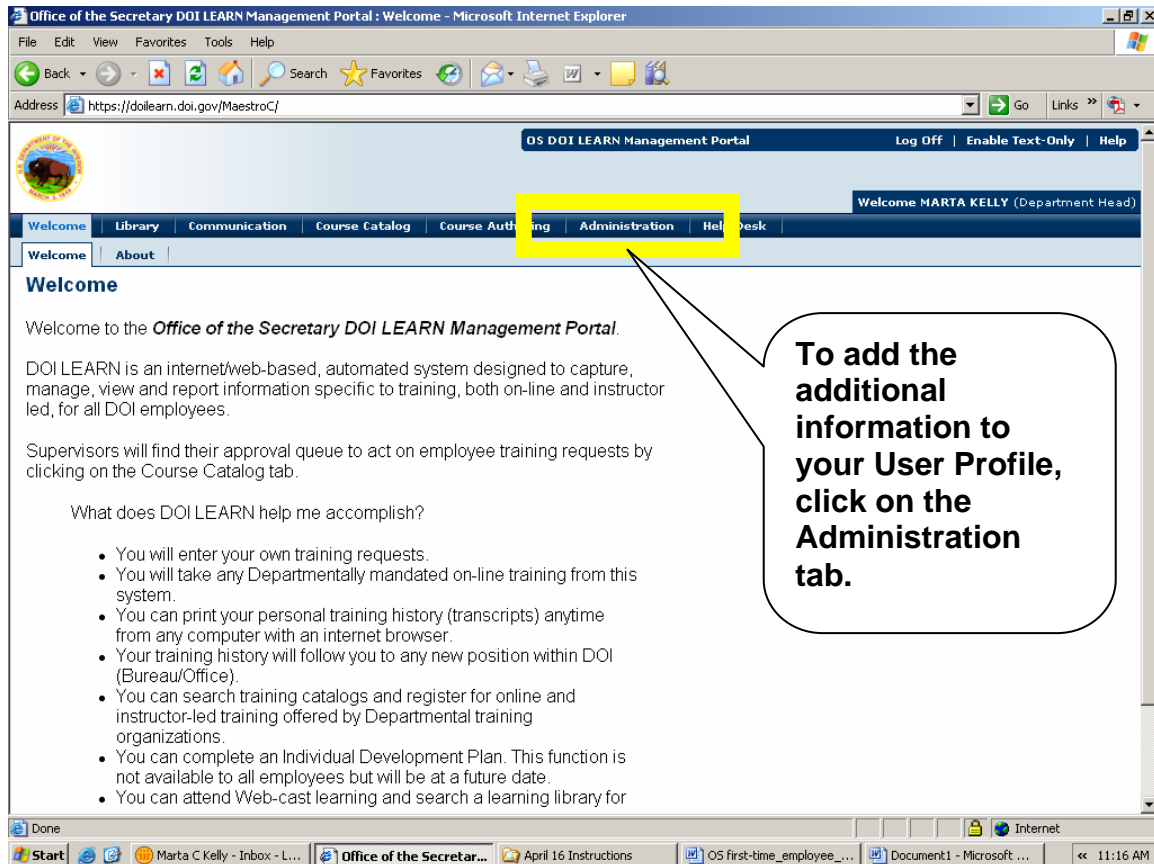 Office of the Secretary DOI LEARN Management Portal : Welcome - Microsoft Internet Explorer
File Edit View Favorites Tools Help
Back Search Favorites
Address https://doilearn.doi.gov/MaestroC/ Go Links »
U.S. DEPARTMENT OF THE INTERIOR
MARCH 3, 1849
OS DOI LEARN Management Portal Log Off | Enable Text-Only | Help
Welcome MARTA KELLY (Department Head)
Welcome Library Communication Course Catalog Course Auth ing Administration Hel Desk
Welcome About
Welcome
Welcome to the Office of the Secretary DOI LEARN Management Portal.
DOI LEARN is an internet/web-based, automated system designed to capture,
manage, view and report information specific to training, both on-line and instructor
led, for all DOI employees.
Supervisors will find their approval queue to act on employee training requests by
clicking on the Course Catalog tab.
What does DOI LEARN help me accomplish?
• You will enter your own training requests.
• You will take any Departmentally mandated on-line training from this
system.
• You can print your personal training history (transcripts) anytime
from any computer with an internet browser.
• Your training history will follow you to any new position within DOI
(Bureau/Office).
• You can search training catalogs and register for online and
instructor-led training offered by Departmental training
organizations.
• You can complete an Individual Development Plan. This function is
not available to all employees but will be at a future date.
• You can attend Web-cast learning and search a learning library for
To add the
additional
information to
your User Profile,
click on the
Administration
tab.
Done Internet
Start Marta C Kelly - Inbox - L... Office of the Secretar... April 16 Instructions OS first-time_employee_... Document1 - Microsoft ... « 11:16 AM